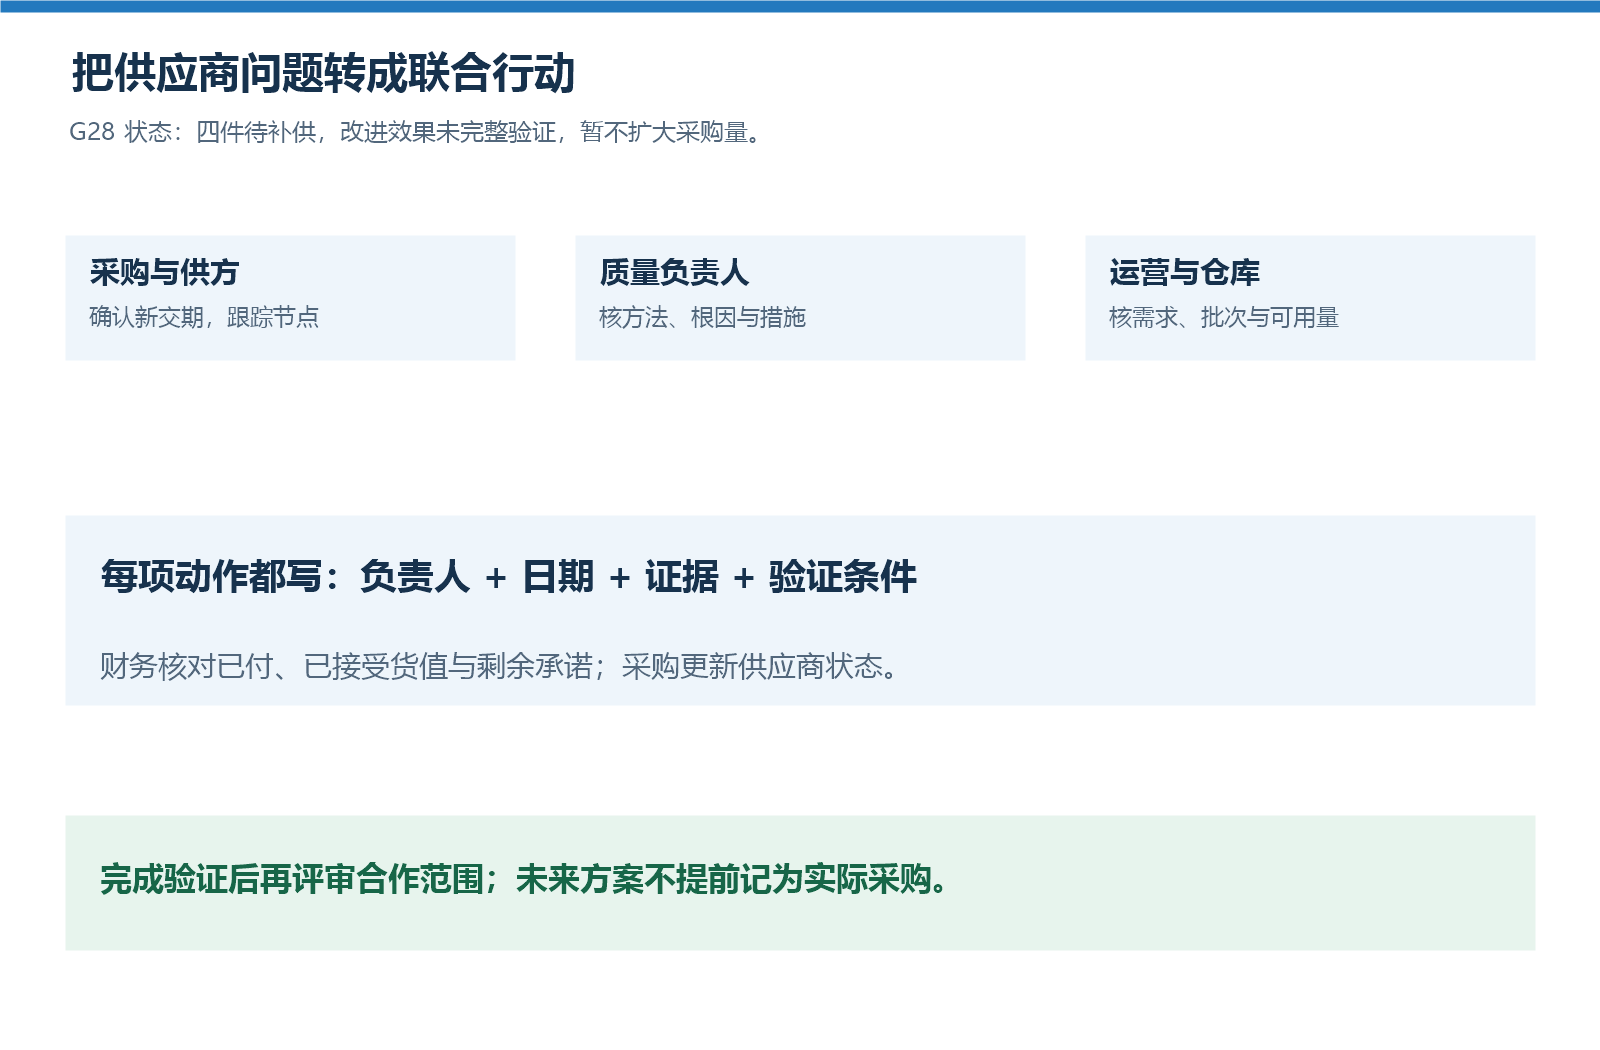 把供应商问题转成联合行动
G28 状态：四件待补供，改进效果未完整验证，暂不扩大采购量。
采购与供方
确认新交期，跟踪节点
质量负责人
核方法、根因与措施
运营与仓库
核需求、批次与可用量
每项动作都写：负责人 + 日期 + 证据 + 验证条件
财务核对已付、已接受货值与剩余承诺；采购更新供应商状态。
完成验证后再评审合作范围；未来方案不提前记为实际采购。